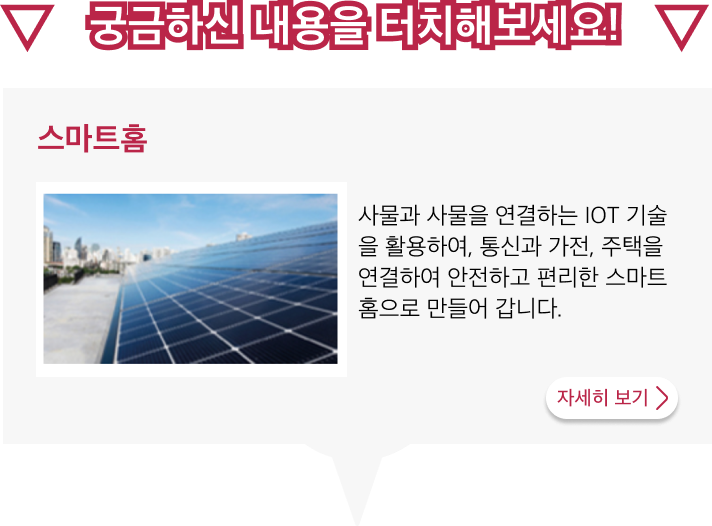 궁금하신 내용을 터치해보세요!
스마트홈
사물과 사물을 연결하는 IOT 기술
을 활용하여, 통신과 가전, 주택을
연결하여 안전하고 편리한 스마트
홈으로 만들어 갑니다.
자세히 보기